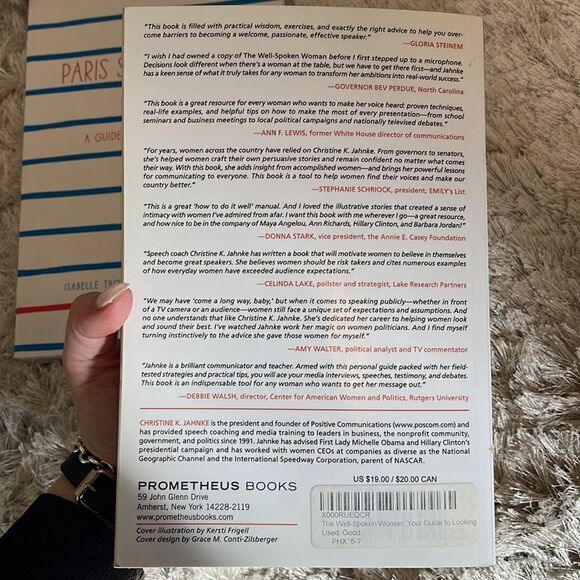 PARIS S
A GUIDE
ISABELLE THO
"This book is filled with practical wisdom, exercises, and exactly the right advice to help you over-
come barriers to becoming a welcome, passionate, effective speaker."
—GLORIA STEINEM
"I wish I had owned a copy of The Well-Spoken Woman before I first stepped up to a microphone.
Decisions look different when there's a woman at the table, but we have to get there first—and Jahnke
has a keen sense of what it truly takes for any woman to transform her ambitions into real-world success."
—GOVERNOR BEV PERDUE, North Carolina
"This book is a great resource for every woman who wants to make her voice heard: proven techniques,
real-life examples, and helpful tips on how to make the most of every presentation—from school
seminars and business meetings to local political campaigns and nationally televised debates."
—ANN F. LEWIS, former White House director of communications
"For years, women across the country have relied on Christine K. Jahnke. From governors to senators,
she's helped women craft their own persuasive stories and remain confident no matter what comes
their way. With this book, she adds insight from accomplished women—and brings her powerful lessons
for communicating to everyone. This book is a tool to help women find their voices and make our
country better."
—STEPHANIE SCHRIOCK, president, EMILY's List
"This is a great 'how to do it well' manual. And I loved the illustrative stories that created a sense of
intimacy with women I've admired from afar. I want this book with me wherever I go—a great resource,
and how nice to be in the company of Maya Angelou, Ann Richards, Hillary Clinton, and Barbara Jordan!"
—DONNA STARK, vice president, the Annie E. Casey Foundation
"Speech coach Christine K. Jahnke has written a book that will motivate women to believe in themselves
and become great speakers. She believes women should be risk takers and cites numerous examples
of how everyday women have exceeded audience expectations."
—CELINDA LAKE, pollster and strategist, Lake Research Partners
"We may have 'come a long way, baby,' but when it comes to speaking publicly—whether in front
of a TV camera or an audience—women still face a unique set of expectations and assumptions. And
no one understands that like Christine K. Jahnke. She's dedicated her career to helping women look
and sound their best. I've watched Jahnke work her magic on women politicians. And I find myself
turning instinctively to the advice she gave those women for myself."
—AMY WALTER, political analyst and TV commentator
"Jahnke is a brilliant communicator and teacher. Armed with this personal guide packed with her field-
tested strategies and practical tips, you will ace your media interviews, speeches, testimony, and debates.
This book is an indispensable tool for any woman who wants to get her message out."
—DEBBIE WALSH, director, Center for American Women and Politics, Rutgers University
CHRISTINE K. JAHNKE is the president and founder of Positive Communications (www.poscom.com) and
has provided speech coaching and media training to leaders in business, the nonprofit community,
government, and politics since 1991. Jahnke has advised First Lady Michelle Obama and Hillary Clinton's
presidential campaign and has worked with women CEOs at companies as diverse as the National
Geographic Channel and the International Speedway Corporation, parent of NASCAR.
US $19.00 / $20.00 CAN
PROMETHEUS BOOKS
59 John Glenn Drive
Amherst, New York 14228-2119
www.prometheusbooks.com
Cover illustration by Kersti Frigell
Cover design by Grace M. Conti-Zilsberger
X000RUEQCR
The Well-Spoken Woman: Your Guide to Looking
Used, Good
PHX 5-7